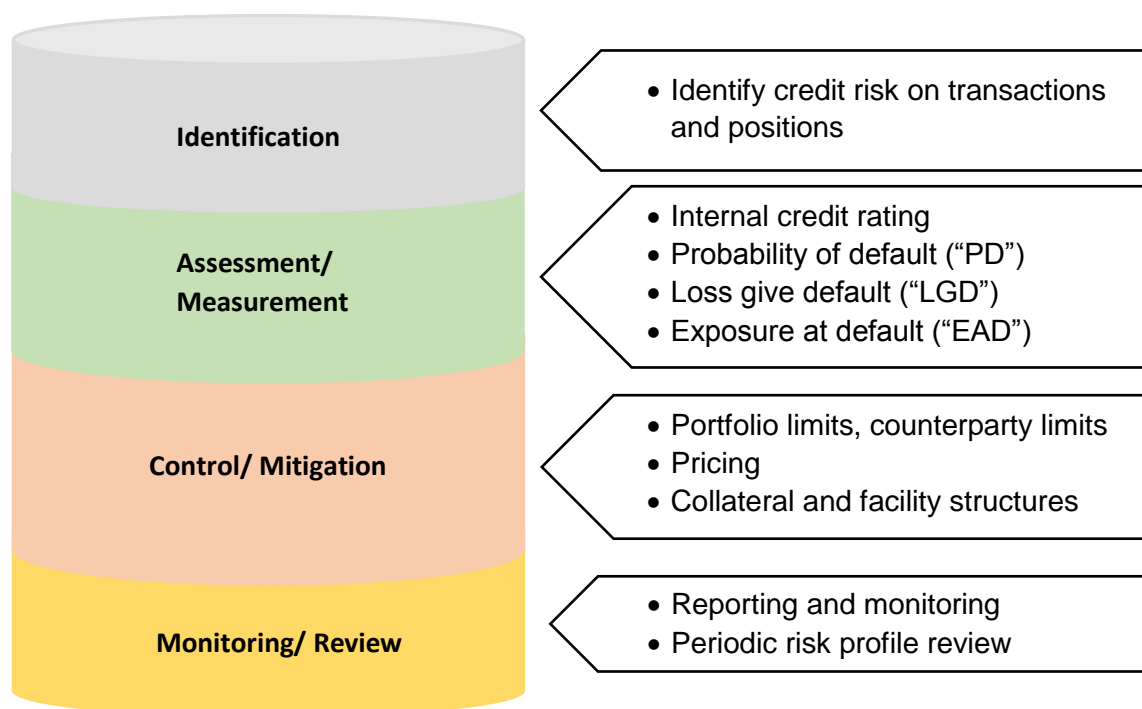 Identification
• Identify credit risk on transactions
and positions
Assessment/
Measurement
• Internal credit rating
• Probability of default (“PD”)
• Loss give default (“LGD”)
• Exposure at default (“EAD”)
Control/ Mitigation
• Portfolio limits, counterparty limits
• Pricing
• Collateral and facility structures
Monitoring/ Review
• Reporting and monitoring
• Periodic risk profile review